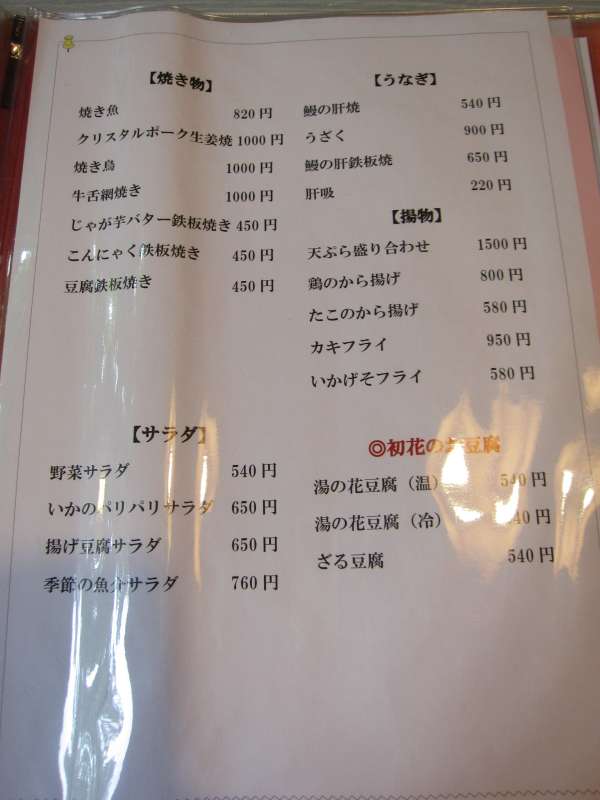 【焼き物】
焼き魚 820円
クリスタルポーク生姜焼 1000円
焼き鳥 1000円
牛舌網焼き 1000円
じゃが芋バター鉄板焼き 450円
こんにゃく鉄板焼き 450円
豆腐鉄板焼き 450円
【うなぎ】
鰻の肝焼 540円
うざく 900円
鰻の肝鉄板焼 650円
肝吸 220円
【揚物】
天ぷら盛り合わせ 1500円
鶏のから揚げ 800円
たこのから揚げ 580円
カキフライ 950円
いかげそフライ 580円
【サラダ】
野菜サラダ 540円
いかのパリパリサラダ 650円
揚げ豆腐サラダ 650円
季節の魚介サラダ 760円
◎初花のお豆腐
湯の花豆腐（温） 540円
湯の花豆腐（冷） 540円
ざる豆腐 540円